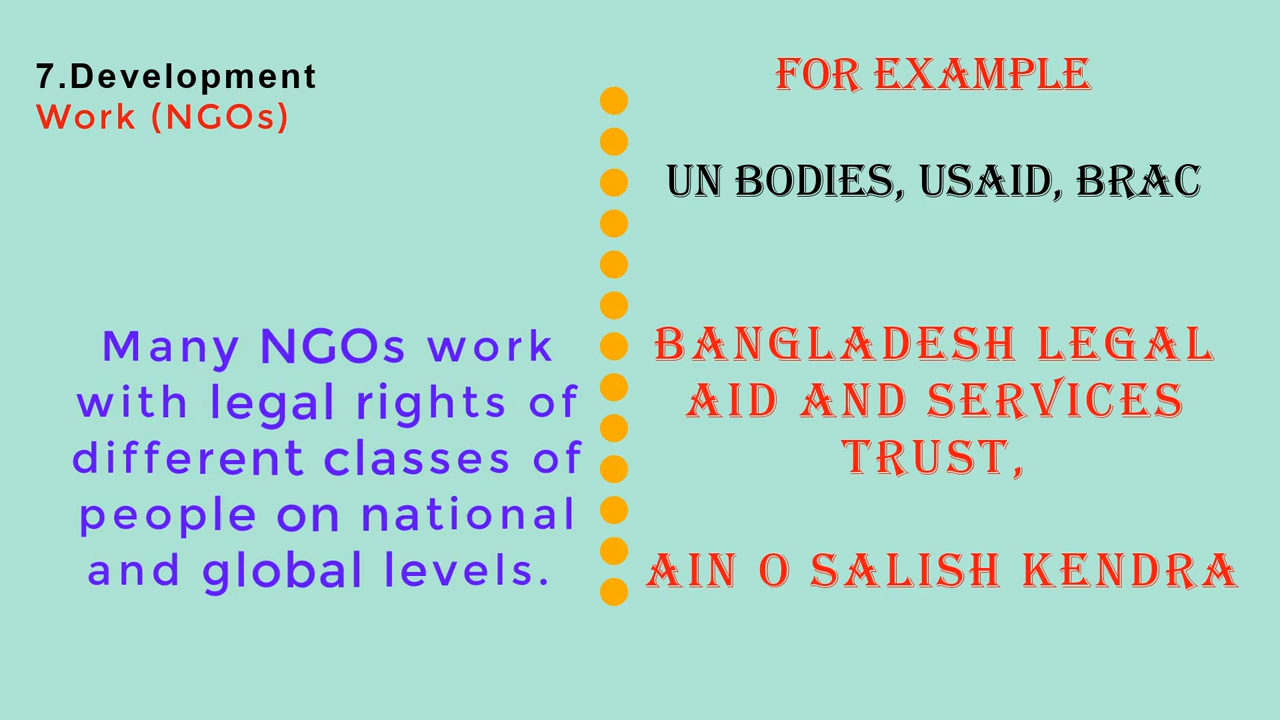 7.Development
Work (NGOs)
Many NGOs work
with legal rights of
different classes of
people on national
and global levels.
FOR EXAMPLE
UN BODIES, USAID, BRAC
BANGLADESH LEGAL
AID AND SERVICES
TRUST,
AIN O SALISH KENDRA